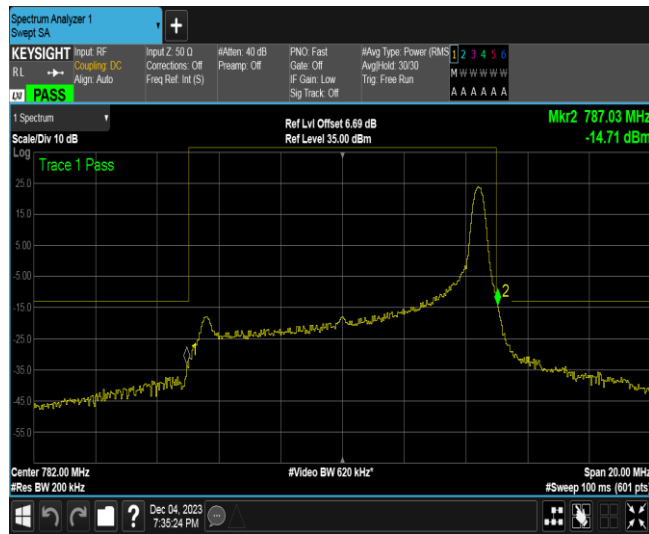 Spectrum Analyzer 1
Swept SA
+
KEYSIGHT
RL
LXI PASS
Input: RF
Coupling: DC
Align: Auto
Input Z: 50 Ω
Corrections: Off
Freq Ref: Int (S)
#Atten: 40 dB
Preamp: Off
PNO: Fast
Gate: Off
IF Gain: Low
Sig Track: Off
#Avg Type: Power (RMS
Avg|Hold: 30/30
Trig: Free Run
1 2 3 4 5 6
M W W W W W
A A A A A A
1 Spectrum
Scale/Div 10 dB
Ref Lvl Offset 6.69 dB
Ref Level 35.00 dBm
Mkr2 787.03 MHz
-14.71 dBm
Log
Trace 1 Pass
25.0
15.0
5.00
-5.00
-15.0
-25.0
-35.0
-45.0
-55.0
2
Center 782.00 MHz
#Res BW 200 kHz
#Video BW 620 kHz*
Span 20.00 MHz
#Sweep 100 ms (601 pts)
?
Dec 04, 2023
7:35:24 PM